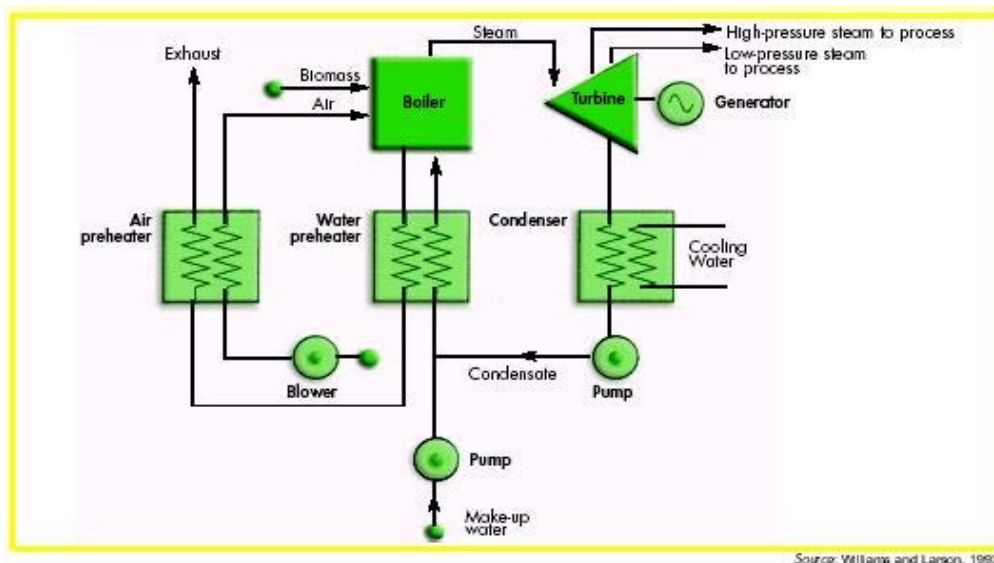 Steam
High-pressure steam to process
Low-pressure steam
to process
Exhaust
Biomass
Air
Boiler
Turbine
Generator
Air
preheater
Water
preheater
Condenser
Cooling
Water
Blower
Condensate
Pump
Pump
Make-up
water
Source: Williams and Larson,